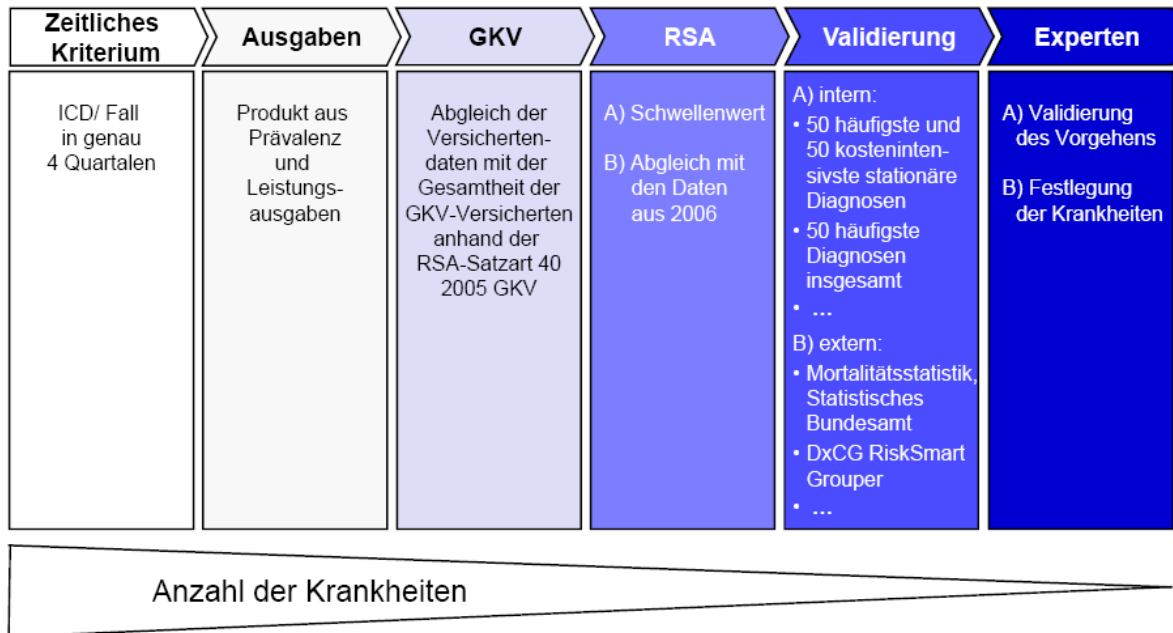 Zeitliches
Kriterium
Ausgaben
GKV
RSA
Validierung
Experten
ICD/ Fall
in genau
4 Quartalen
Produkt aus
Prävalenz
und
Leistungs-
ausgaben
Abgleich der
Versicherten-
daten mit der
Gesamtheit der
GKV-Versicherten
anhand der
RSA-Satzart 40
2005 GKV
A) Schwellenwert
B) Abgleich mit
den Daten
aus 2006
A) intern:
• 50 häufigste und
50 kosteninten-
sivste stationäre
Diagnosen
• 50 häufigste
Diagnosen
insgesamt
• ...
B) extern:
• Mortalitätsstatistik,
Statistisches
Bundesamt
• DxCG RiskSmart
Grouper
• ...
A) Validierung
des Vorgehens
B) Festlegung
der Krankheiten
Anzahl der Krankheiten